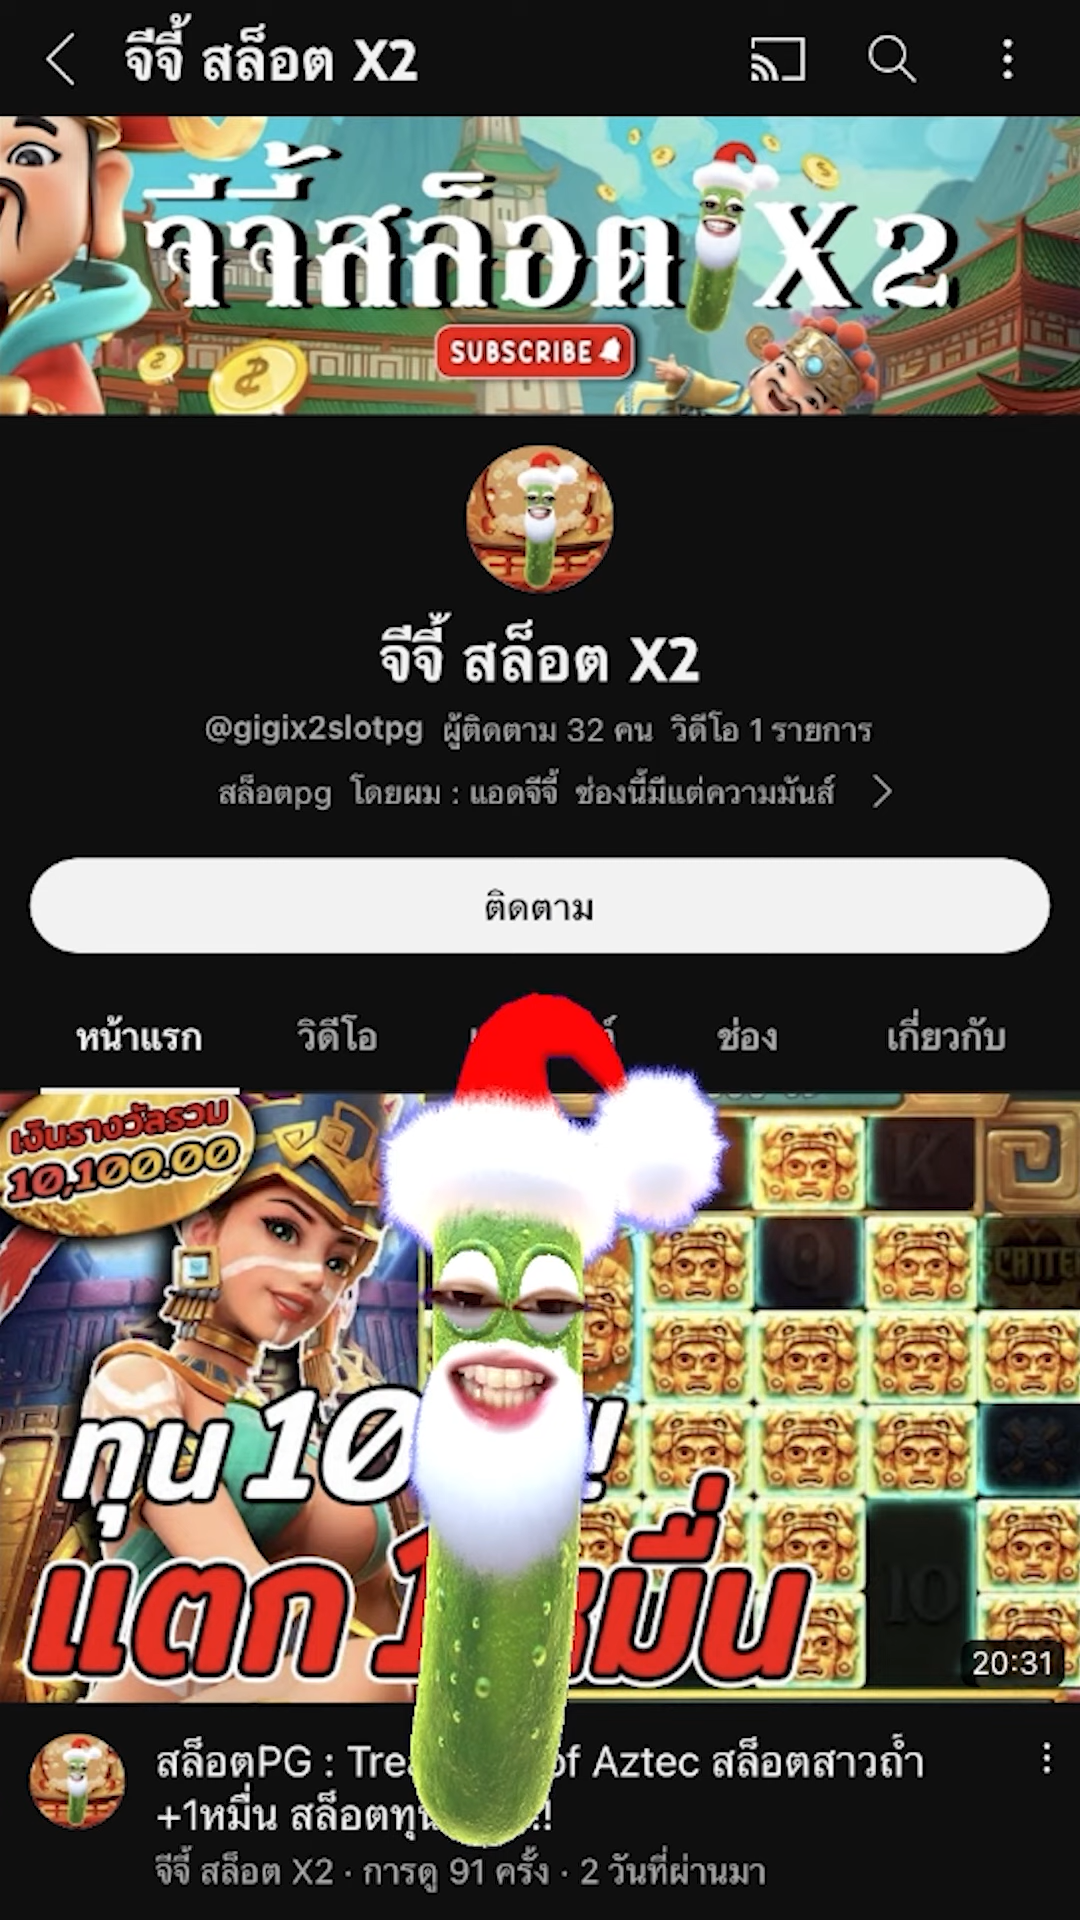 จีจี้ สล็อต X2
จีจี้สล็อต X2
SUBSCRIBE
จีจี้ สล็อต X2
@gigix2slotpg ผู้ติดตาม 32 คน วิดีโอ 1 รายการ
สล็อตpg โดยผม : แอดจีจี้ ช่องนี้มีแต่ความมันส์
ติดตาม
หน้าแรก วิดีโอ ช่อง เกี่ยวกับ
เงินรางวัลรวม
10,100.00
K
Q
SCATTE
ทุน 10 !
แตก 1หมื่น
10
20:31
สล็อตPG : Trea of Aztec สล็อตสาวถ้ำ
+1หมื่น สล็อตทุน !!
จีจี้ สล็อต X2 · การดู 91 ครั้ง · 2 วันที่ผ่านมา